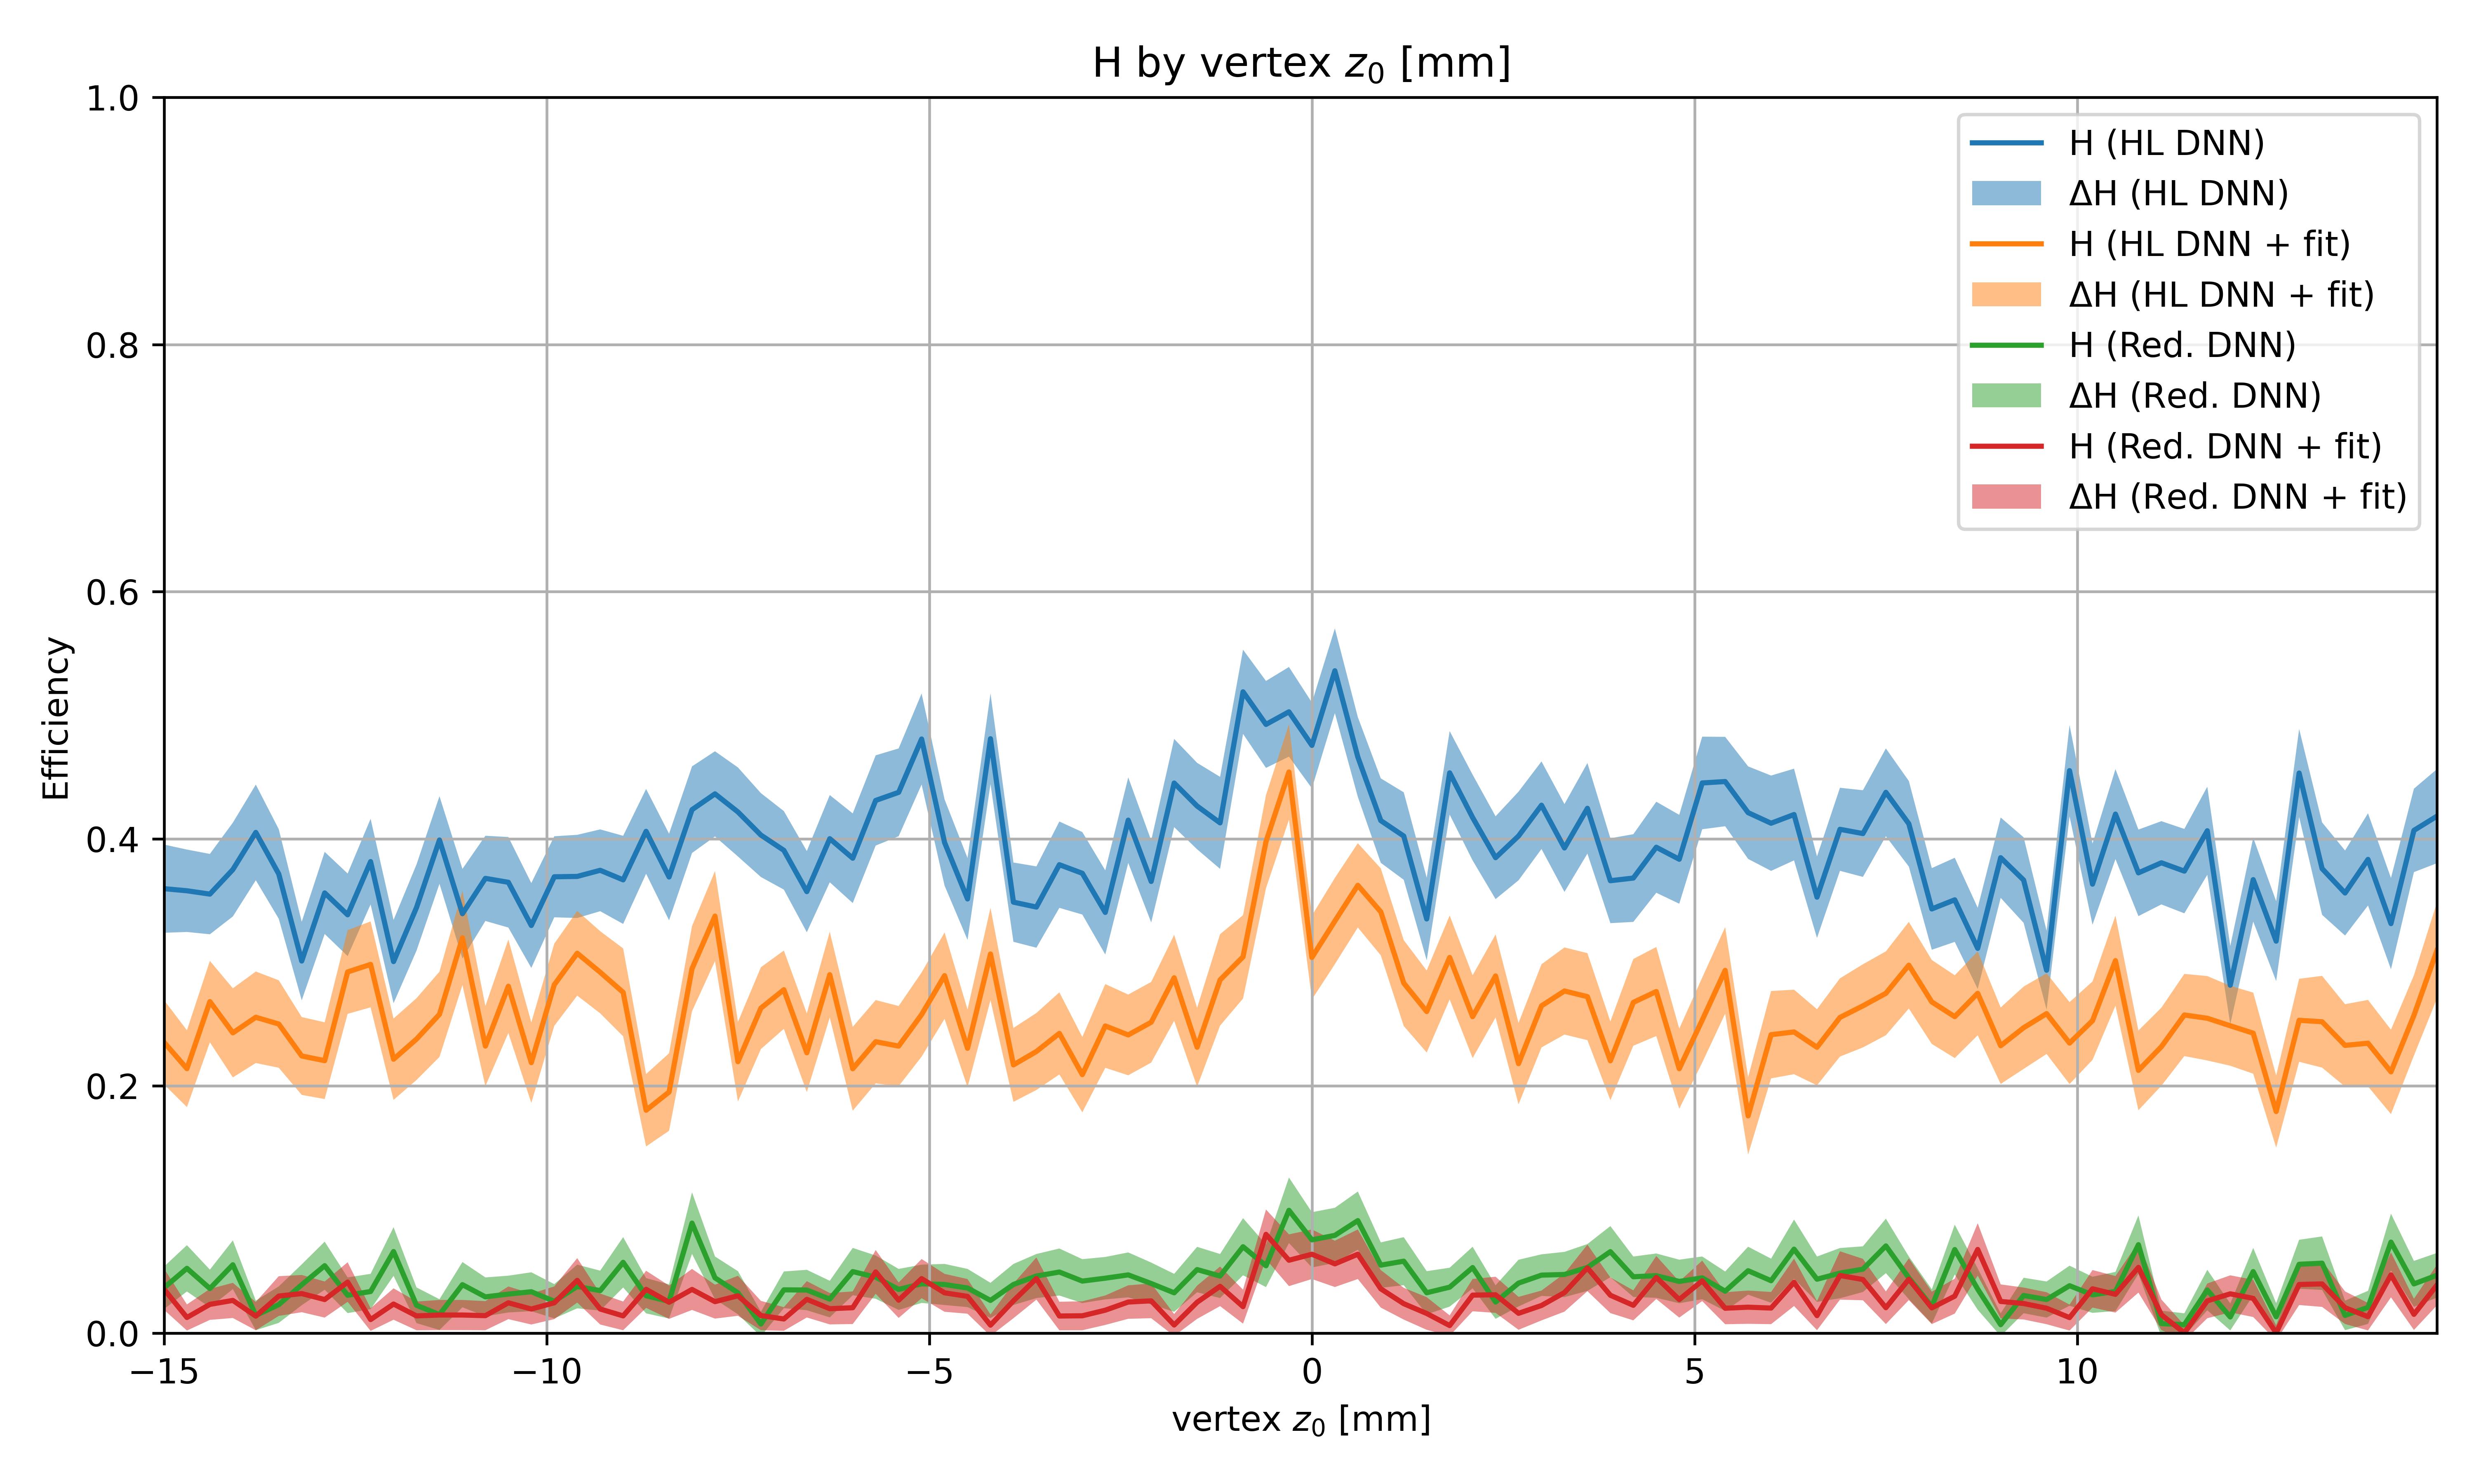 H by vertex z₀ [mm]
1.0
0.8
0.6
0.4
0.2
0.0
Efficiency
H (HL DNN)
ΔH (HL DNN)
H (HL DNN + fit)
ΔH (HL DNN + fit)
H (Red. DNN)
ΔH (Red. DNN)
H (Red. DNN + fit)
ΔH (Red. DNN + fit)
−15 −10 −5 0 5 10
vertex z₀ [mm]